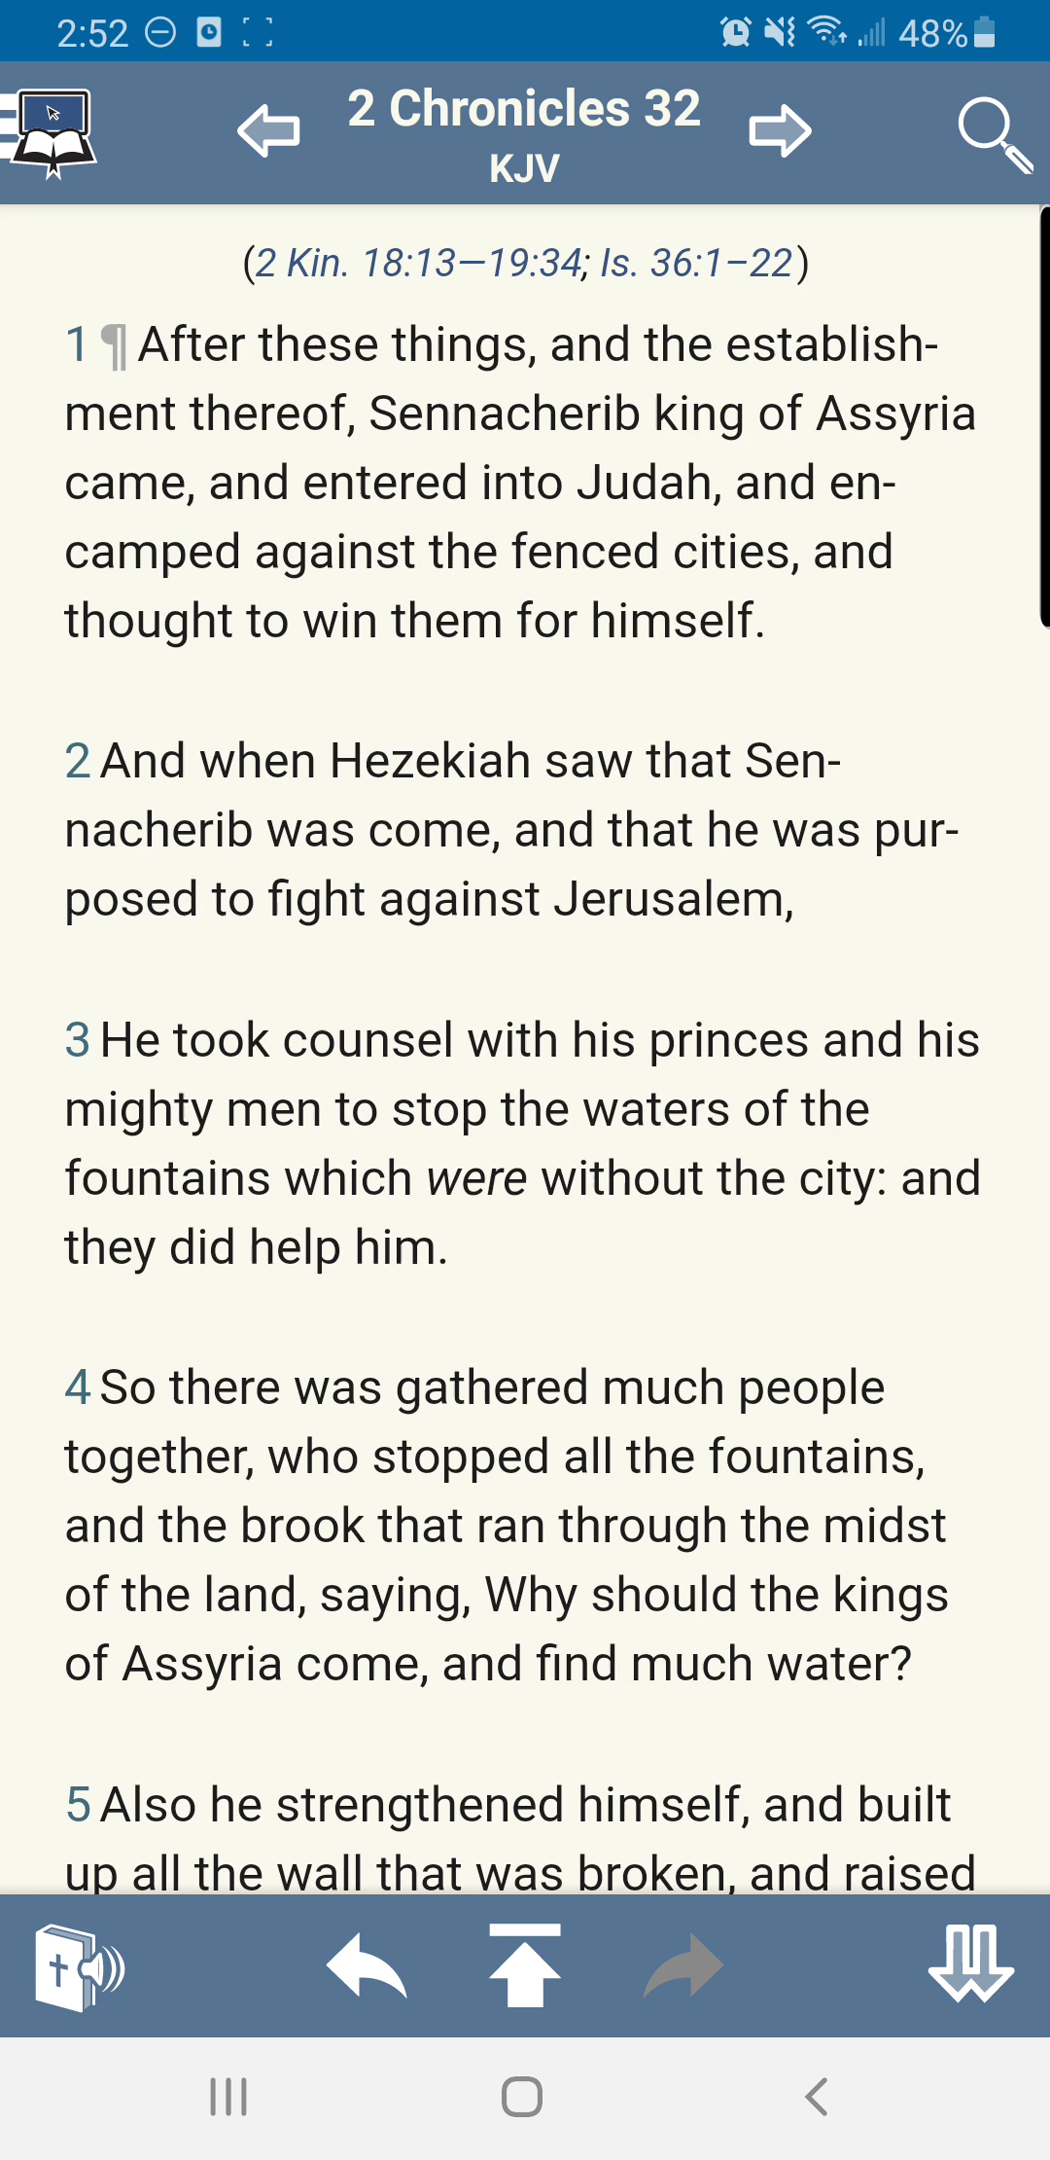 2:52
48%
2 Chronicles 32
KJV
(2 Kin. 18:13—19:34; Is. 36:1–22)
1 ¶ After these things, and the establish-
ment thereof, Sennacherib king of Assyria
came, and entered into Judah, and en-
camped against the fenced cities, and
thought to win them for himself.
2 And when Hezekiah saw that Sen-
nacherib was come, and that he was pur-
posed to fight against Jerusalem,
3 He took counsel with his princes and his
mighty men to stop the waters of the
fountains which were without the city: and
they did help him.
4 So there was gathered much people
together, who stopped all the fountains,
and the brook that ran through the midst
of the land, saying, Why should the kings
of Assyria come, and find much water?
5 Also he strengthened himself, and built
up all the wall that was broken, and raised